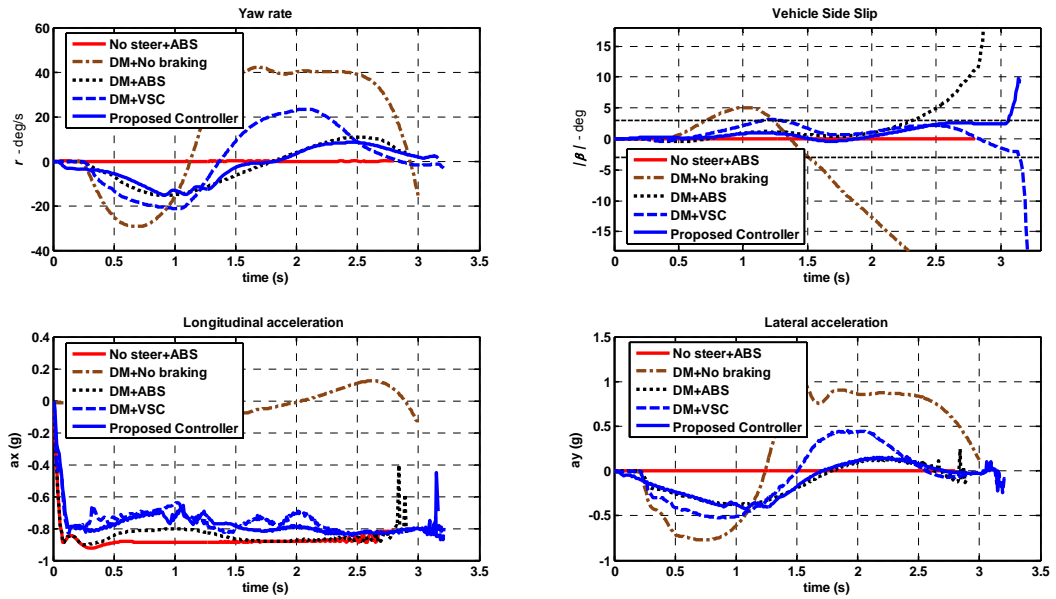 Yaw rate
60
40
20
0
-20
-40
r - deg/s
No steer+ABS
DM+No braking
DM+ABS
DM+VSC
Proposed Controller
0 0.5 1 1.5 2 2.5 3 3.5
time (s)
Vehicle Side Slip
15
10
5
0
-5
-10
-15
|β| - deg
No steer+ABS
DM+No braking
DM+ABS
DM+VSC
Proposed Controller
0 0.5 1 1.5 2 2.5 3
time (s)
Longitudinal acceleration
0.4
0.2
0
0.2
-0.4
-0.6
-0.8
-1
ax (g)
No steer+ABS
DM+No braking
DM+ABS
DM+VSC
Proposed Controller
0 0.5 1 1.5 2 2.5 3 3.5
time (s)
Lateral acceleration
1.5
1
0.5
0
-0.5
-1
ay (g)
No steer+ABS
DM+No braking
DM+ABS
DM+VSC
Proposed Controller
0 0.5 1 1.5 2 2.5 3 3.5
time (s)